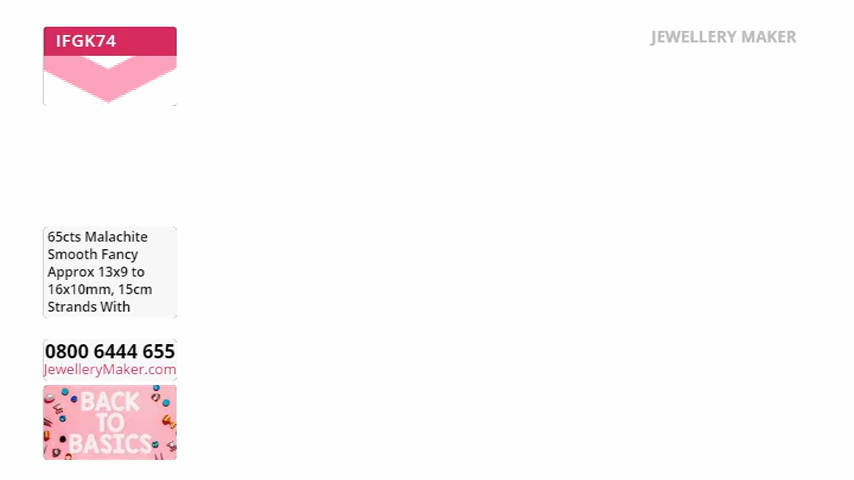 IFGK74
JEWELLERY MAKER
65cts Malachite
Smooth Fancy
Approx 13x9 to
16x10mm, 15cm
Strands With
0800 6444 655
JewelleryMaker.com
BACK
TO
BASICS